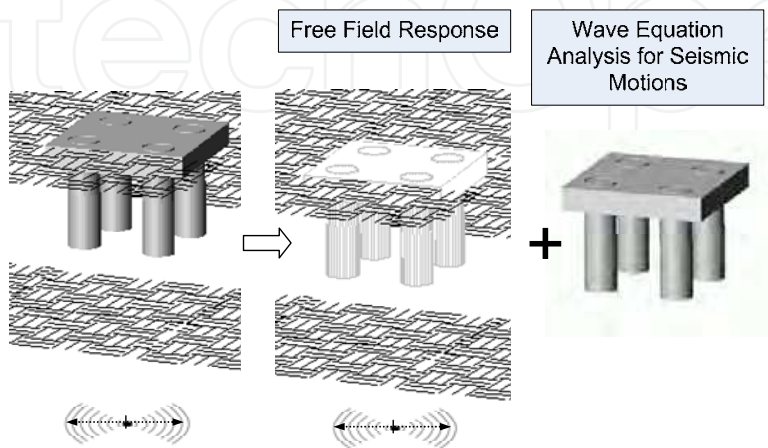 Free Field Response
Wave Equation
Analysis for Seismic
Motions